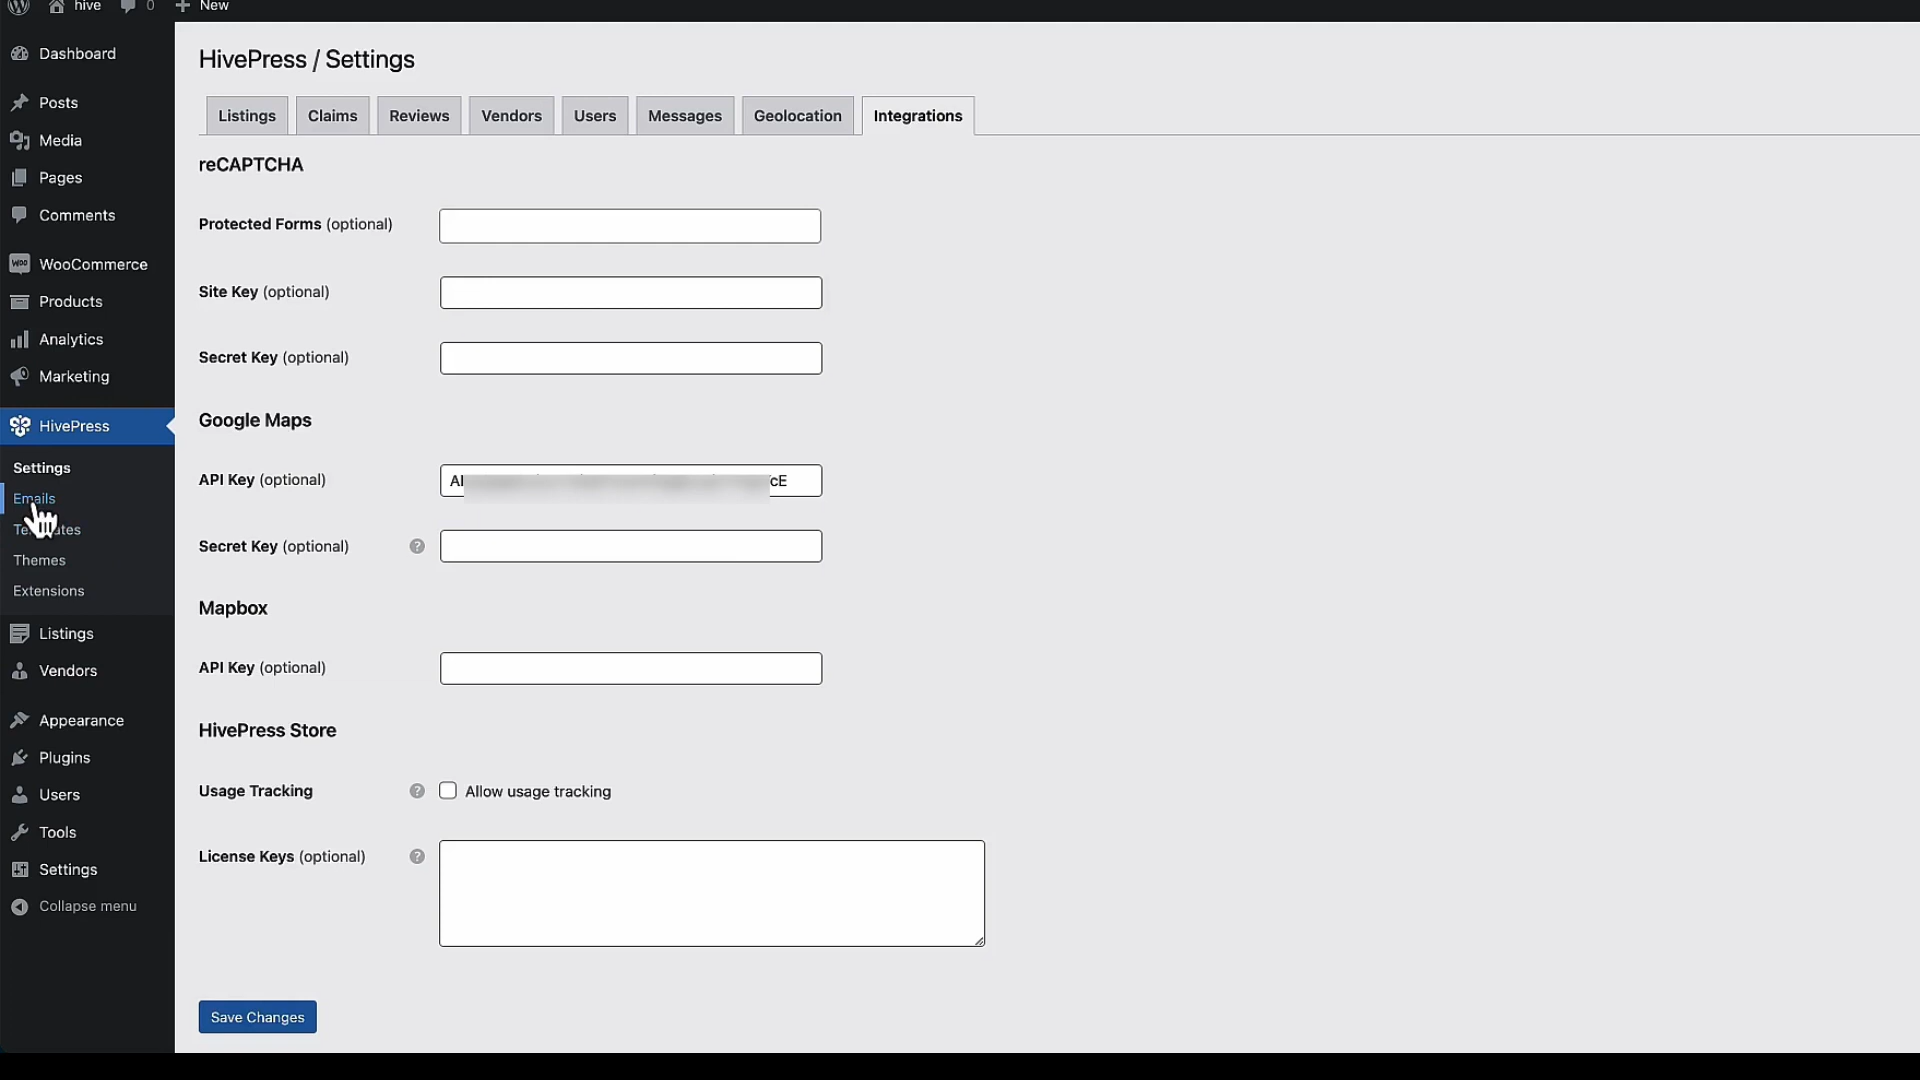 hive 0 New
Dashboard
Posts
Media
Pages
Comments
WooCommerce
Products
Analytics
Marketing
HivePress
Settings
Emails
Themes
Extensions
Listings
Vendors
Appearance
Plugins
Users
Tools
Settings
Collapse menu
HivePress / Settings
Listings Claims Reviews Vendors Users Messages Geolocation Integrations
reCAPTCHA
Protected Forms (optional)
Site Key (optional)
Secret Key (optional)
Google Maps
API Key (optional)
Secret Key (optional) ?
Mapbox
API Key (optional)
HivePress Store
Usage Tracking ? Allow usage tracking
License Keys (optional) ?
Save Changes